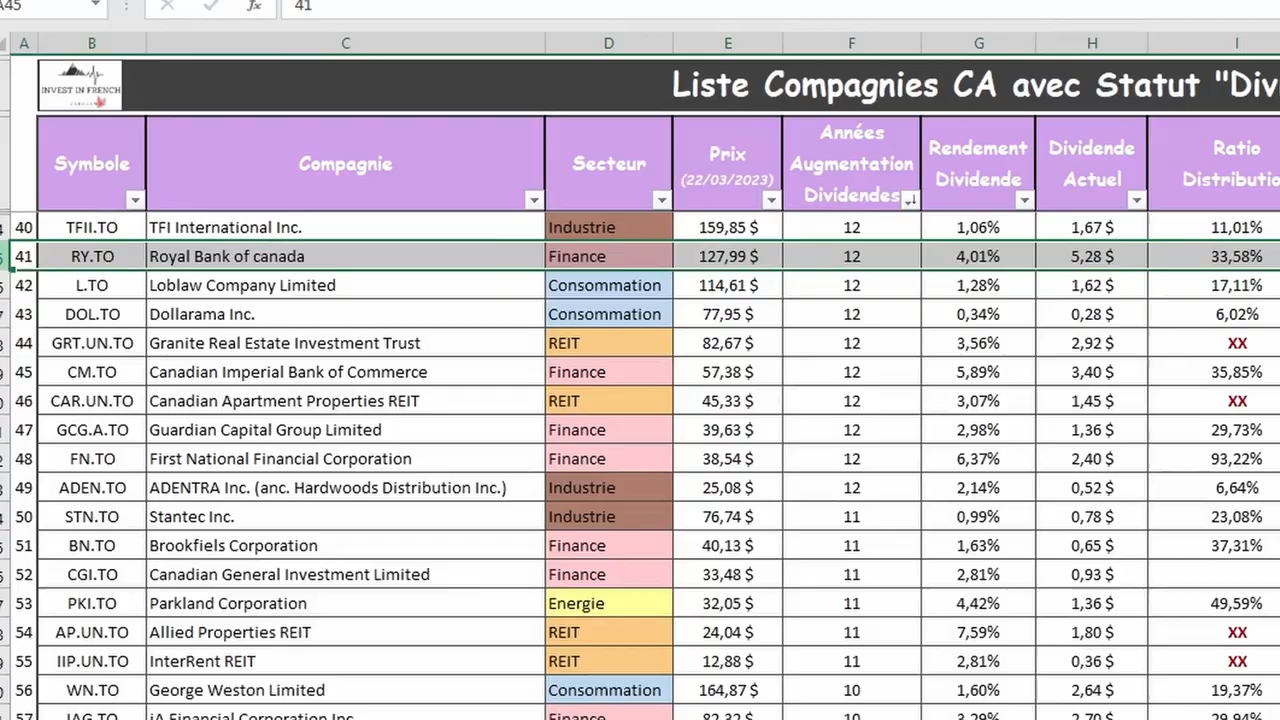 A45 fx 41
A B C D E F G H I
INVEST IN FRENCH
Liste Compagnies CA avec Statut "Div
Symbole Compagnie Secteur Prix (22/03/2023) Années Augmentation Dividendes Rendement Dividende Dividende Actuel Ratio Distributio
40 TFII.TO TFI International Inc. Industrie 159,85 $ 12 1,06% 1,67 $ 11,01%
41 RY.TO Royal Bank of canada Finance 127,99 $ 12 4,01% 5,28 $ 33,58%
42 L.TO Loblaw Company Limited Consommation 114,61 $ 12 1,28% 1,62 $ 17,11%
43 DOL.TO Dollarama Inc. Consommation 77,95 $ 12 0,34% 0,28 $ 6,02%
44 GRT.UN.TO Granite Real Estate Investment Trust REIT 82,67 $ 12 3,56% 2,92 $ XX
45 CM.TO Canadian Imperial Bank of Commerce Finance 57,38 $ 12 5,89% 3,40 $ 35,85%
46 CAR.UN.TO Canadian Apartment Properties REIT REIT 45,33 $ 12 3,07% 1,45 $ XX
47 GCG.A.TO Guardian Capital Group Limited Finance 39,63 $ 12 2,98% 1,36 $ 29,73%
48 FN.TO First National Financial Corporation Finance 38,54 $ 12 6,37% 2,40 $ 93,22%
49 ADEN.TO ADENTRA Inc. (anc. Hardwoods Distribution Inc.) Industrie 25,08 $ 12 2,14% 0,52 $ 6,64%
50 STN.TO Stantec Inc. Industrie 76,74 $ 11 0,99% 0,78 $ 23,08%
51 BN.TO Brookfiels Corporation Finance 40,13 $ 11 1,63% 0,65 $ 37,31%
52 CGI.TO Canadian General Investment Limited Finance 33,48 $ 11 2,81% 0,93 $
53 PKI.TO Parkland Corporation Energie 32,05 $ 11 4,42% 1,36 $ 49,59%
54 AP.UN.TO Allied Properties REIT REIT 24,04 $ 11 7,59% 1,80 $ XX
55 IIP.UN.TO InterRent REIT REIT 12,88 $ 11 2,81% 0,36 $ XX
56 WN.TO George Weston Limited Consommation 164,87 $ 10 1,60% 2,64 $ 19,37%
57 IAG.TO iA Financial Corporation Inc. Finance 82,32 $ 10 3,29% 2,70 $ 29,94%